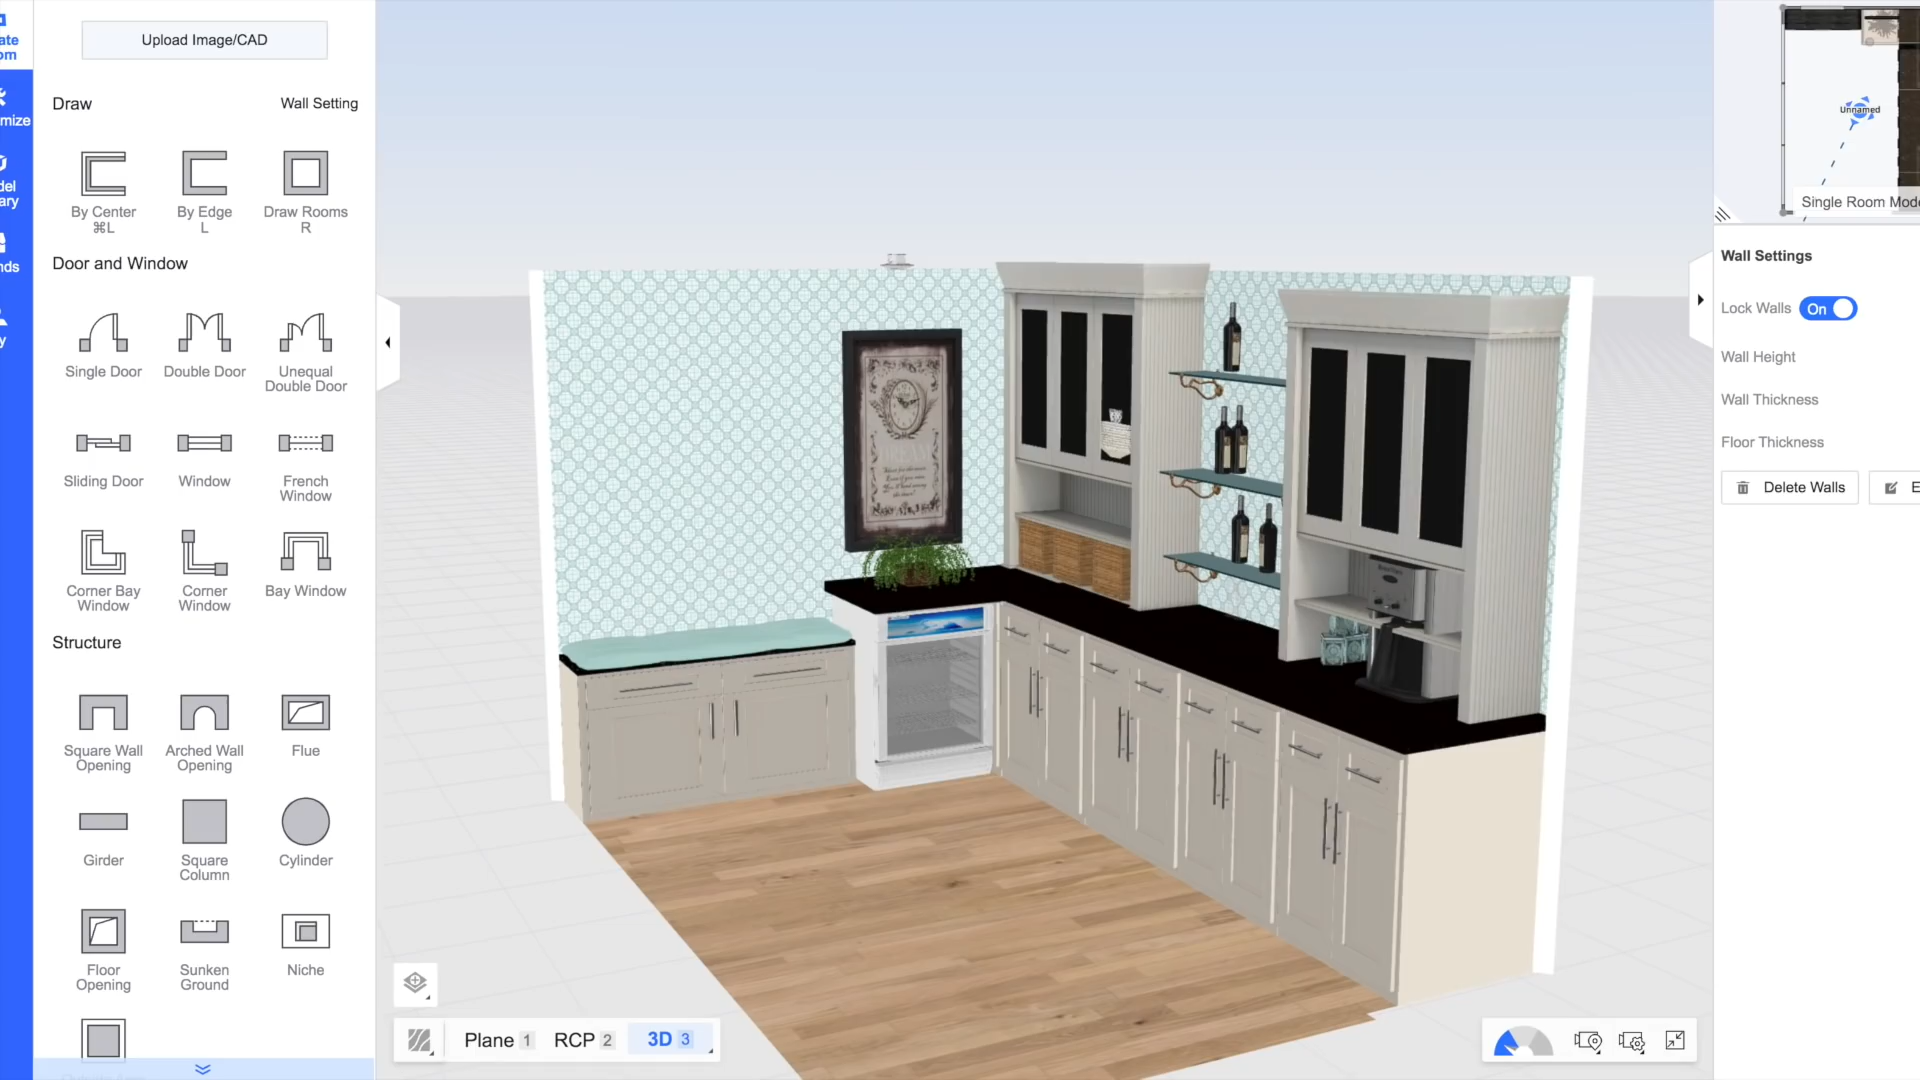 ate
om
mize
del
ary
nds
y
Upload Image/CAD
Draw
Wall Setting
By Center
⌘L
By Edge
L
Draw Rooms
R
Door and Window
Single Door
Double Door
Unequal
Double Door
Sliding Door
Window
French
Window
Corner Bay
Window
Corner
Window
Bay Window
Structure
Square Wall
Opening
Arched Wall
Opening
Flue
Girder
Square
Column
Cylinder
Floor
Opening
Sunken
Ground
Niche
Plane 1
RCP 2
3D 3
Unnamed
Single Room Mode
Wall Settings
Lock Walls On
Wall Height
Wall Thickness
Floor Thickness
Delete Walls
E